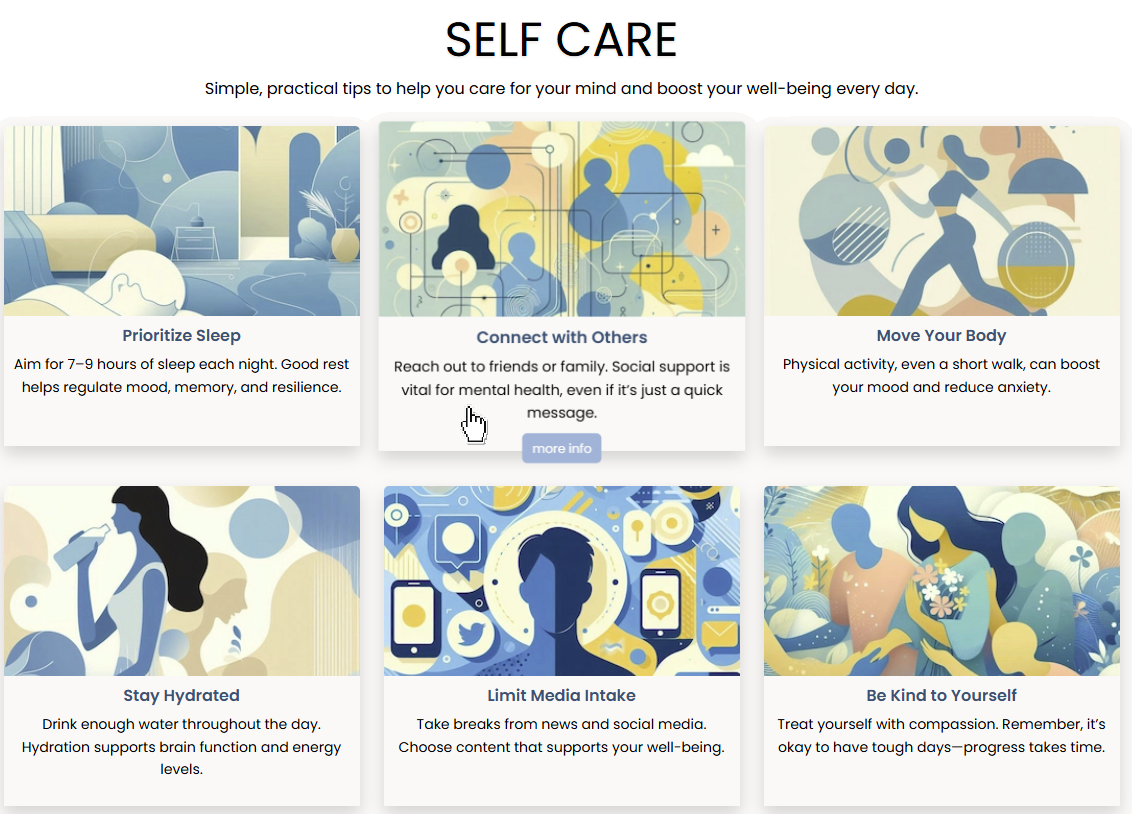 SELF CARE
Simple, practical tips to help you care for your mind and boost your well-being every day.
Prioritize Sleep
Aim for 7–9 hours of sleep each night. Good rest
helps regulate mood, memory, and resilience.
Connect with Others
Reach out to friends or family. Social support is
vital for mental health, even if it’s just a quick
message.
more info
Move Your Body
Physical activity, even a short walk, can boost
your mood and reduce anxiety.
Stay Hydrated
Drink enough water throughout the day.
Hydration supports brain function and energy
levels.
Limit Media Intake
Take breaks from news and social media.
Choose content that supports your well-being.
Be Kind to Yourself
Treat yourself with compassion. Remember, it’s
okay to have tough days—progress takes time.